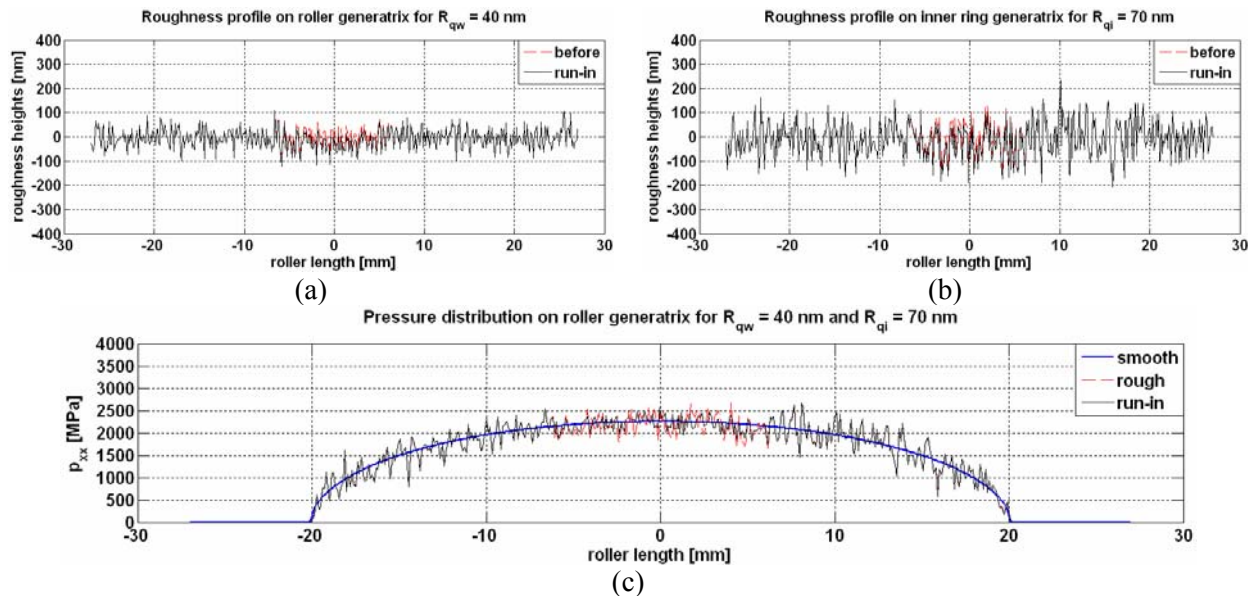 Roughness profile on roller generatrix for Rqw = 40 nm
400
300
200
100
0
-100
-200
-300
-400
roughness heights [nm]
before
run-in
-30
-20
-10
0
10
20
30
roller length [mm]
(a)
Roughness profile on inner ring generatrix for Rqi = 70 nm
400
300
200
100
0
-100
-200
-300
-400
roughness heights [nm]
before
run-in
-30
-20
-10
0
10
20
30
roller length [mm]
(b)
Pressure distribution on roller generatrix for Rqw = 40 nm and Rqi = 70 nm
4000
3500
3000
2500
2000
1500
1000
500
0
pxx [MPa]
smooth
rough
run-in
-30
-20
-10
0
10
20
30
roller length [mm]
(c)